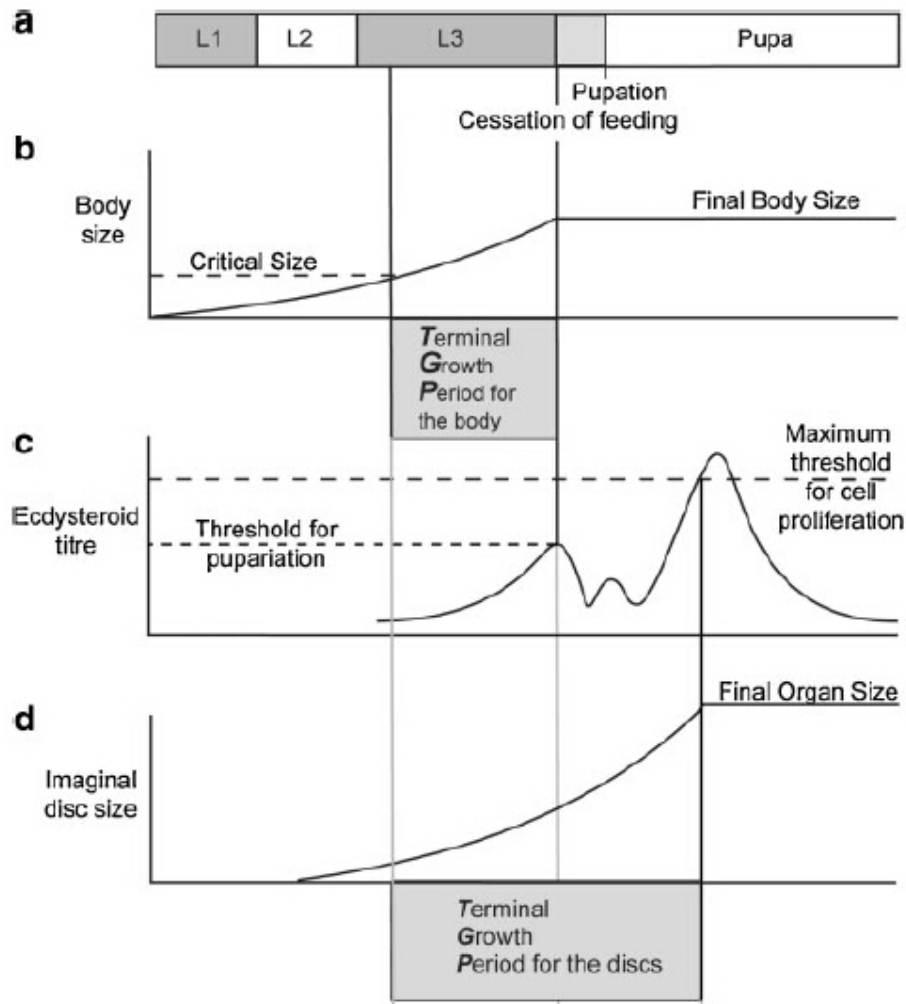 a
L1 L2 L3 Pupa
Pupation
Cessation of feeding
b
Body
size
Final Body Size
Critical Size
Terminal
Growth
Period for
the body
c
Ecdysteroid
titre
Threshold for
pupariation
Maximum
threshold
for cell
proliferation
d
Imaginal
disc size
Final Organ Size
Terminal
Growth
Period for the discs